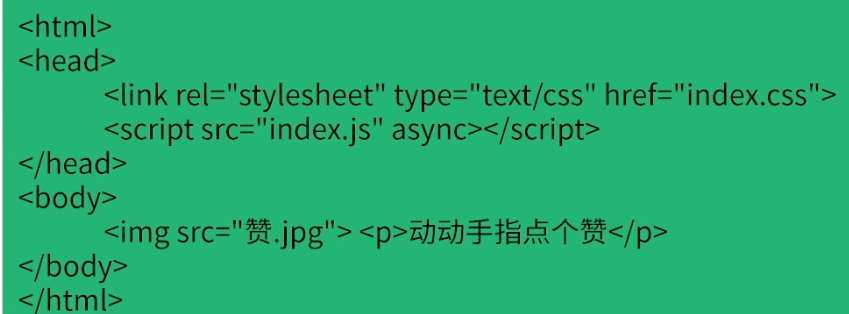 <html>
<head>
<link rel="stylesheet" type="text/css" href="index.css">
<script src="index.js" async></script>
</head>
<body>
<img src="赞.jpg"> <p>动动手指点个赞</p>
</body>
</html>